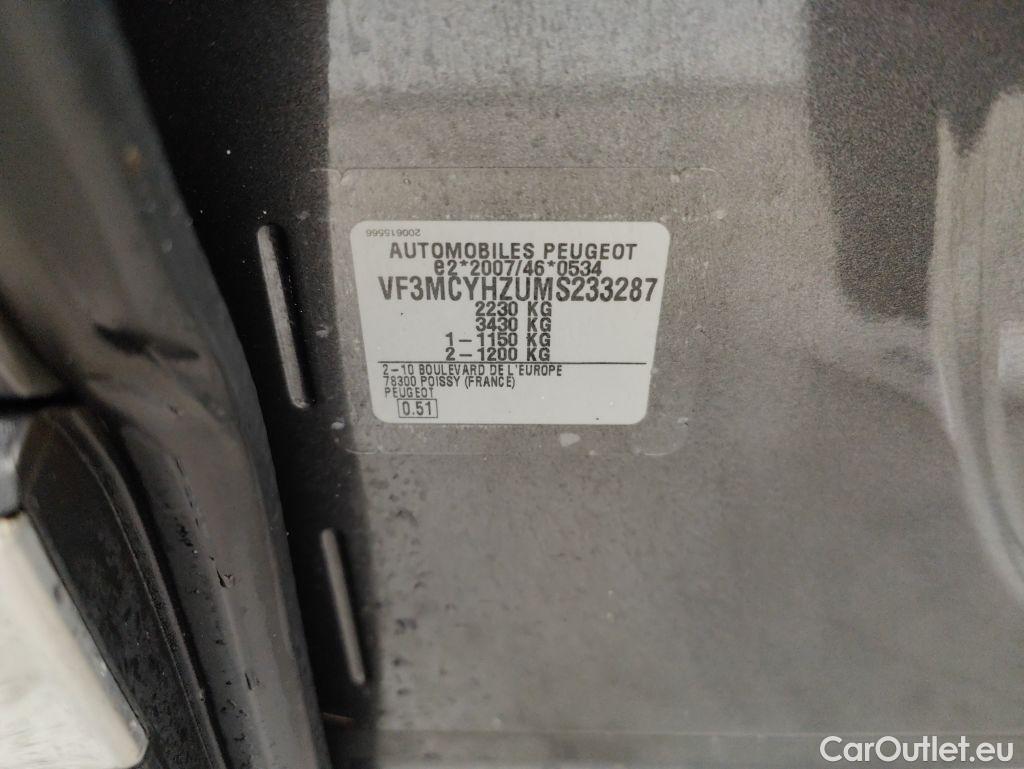 200615566
AUTOMOBILES PEUGEOT
e2*2007/46*0534
VF3MCYHZUMS233287
2230 KG
3430 KG
1-1150 KG
2-1200 KG
2-10 BOULEVARD DE L'EUROPE
78300 POISSY (FRANCE)
PEUGEOT
0.51
CarOutlet.eu